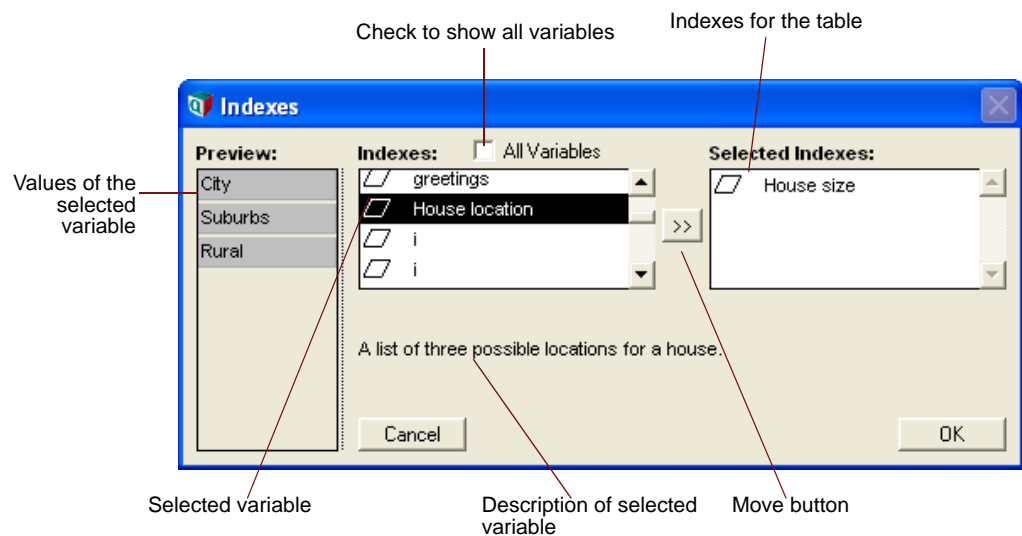 Check to show all variables
Indexes for the table
Indexes
Preview:
Indexes:
All Variables
Selected Indexes:
Values of the
selected
variable
City
Suburbs
Rural
greetings
House location
i
i
>>
House size
A list of three possible locations for a house.
Cancel
OK
Selected variable
Description of selected
variable
Move button